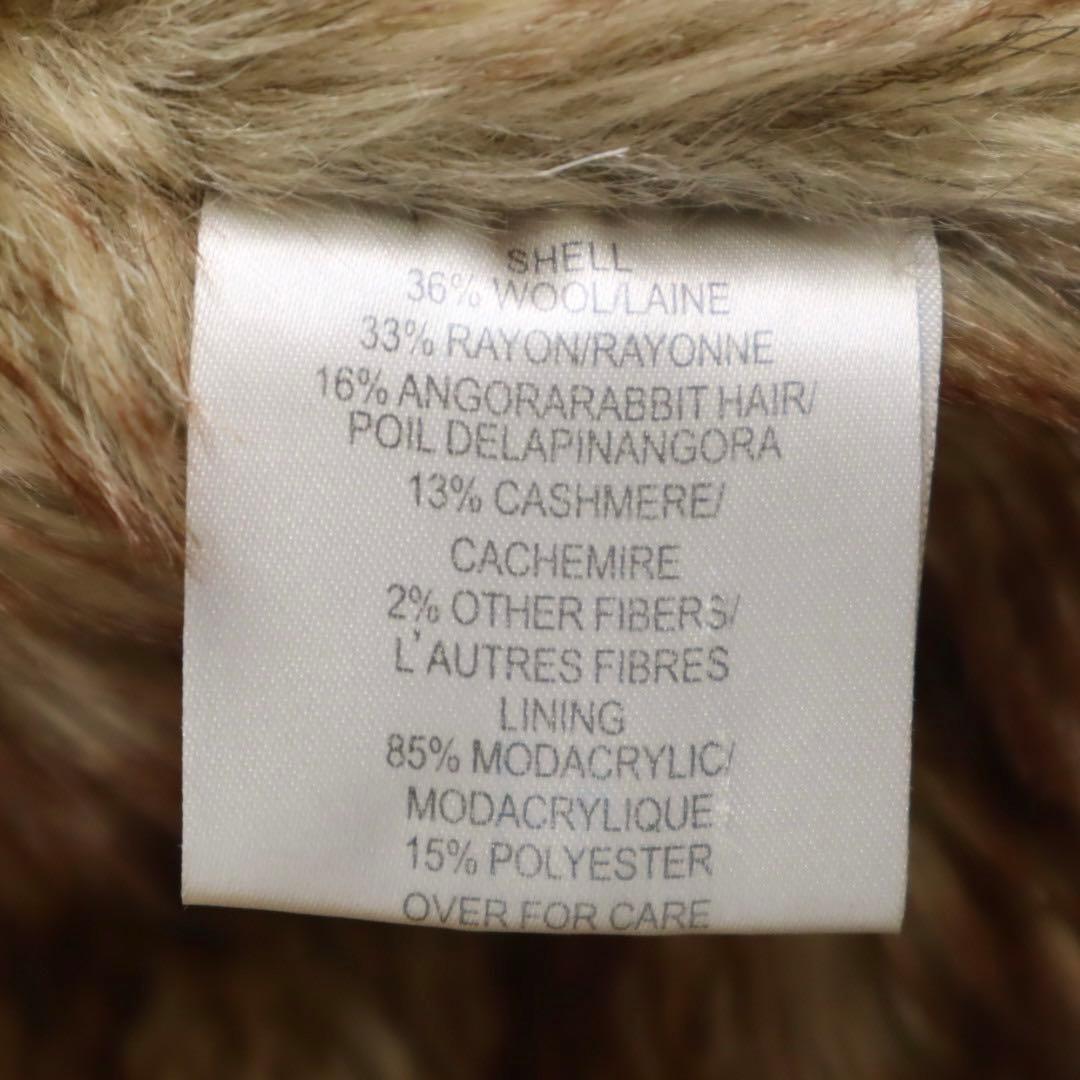 SHELL
36% WOOL/LAINE
33% RAYON/RAYONNE
16% ANGORARABBIT HAIR/
POIL DELAPINANGORA
13% CASHMERE/
CACHEMIRE
2% OTHER FIBERS/
L'AUTRES FIBRES
LINING
85% MODACRYLIC/
MODACRYLIQUE
15% POLYESTER
OVER FOR CARE